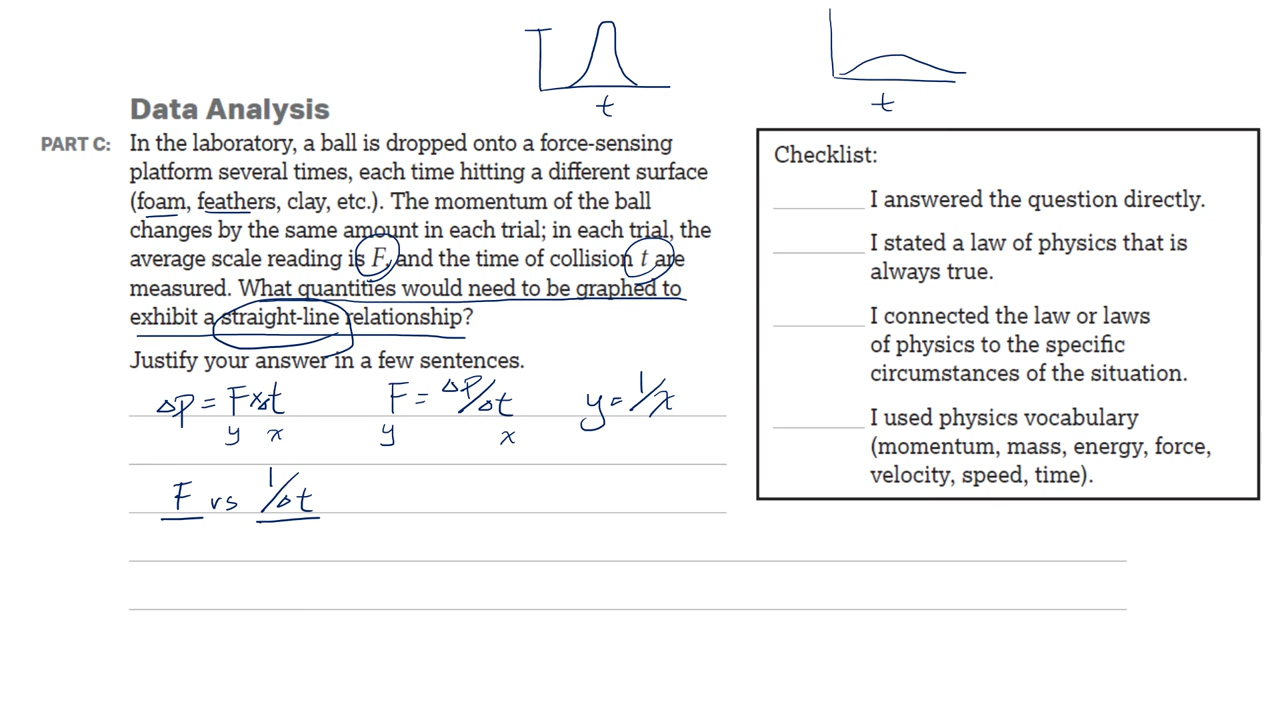 t
t
Data Analysis
PART C: In the laboratory, a ball is dropped onto a force-sensing
platform several times, each time hitting a different surface
(foam, feathers, clay, etc.). The momentum of the ball
changes by the same amount in each trial; in each trial, the
average scale reading is F, and the time of collision t are
measured. What quantities would need to be graphed to
exhibit a straight-line relationship?
Justify your answer in a few sentences.
Δp = F×Δt F = Δp/Δt y = 1/x
y x y x
F vs 1/Δt
Checklist:
I answered the question directly.
I stated a law of physics that is
always true.
I connected the law or laws
of physics to the specific
circumstances of the situation.
I used physics vocabulary
(momentum, mass, energy, force,
velocity, speed, time).